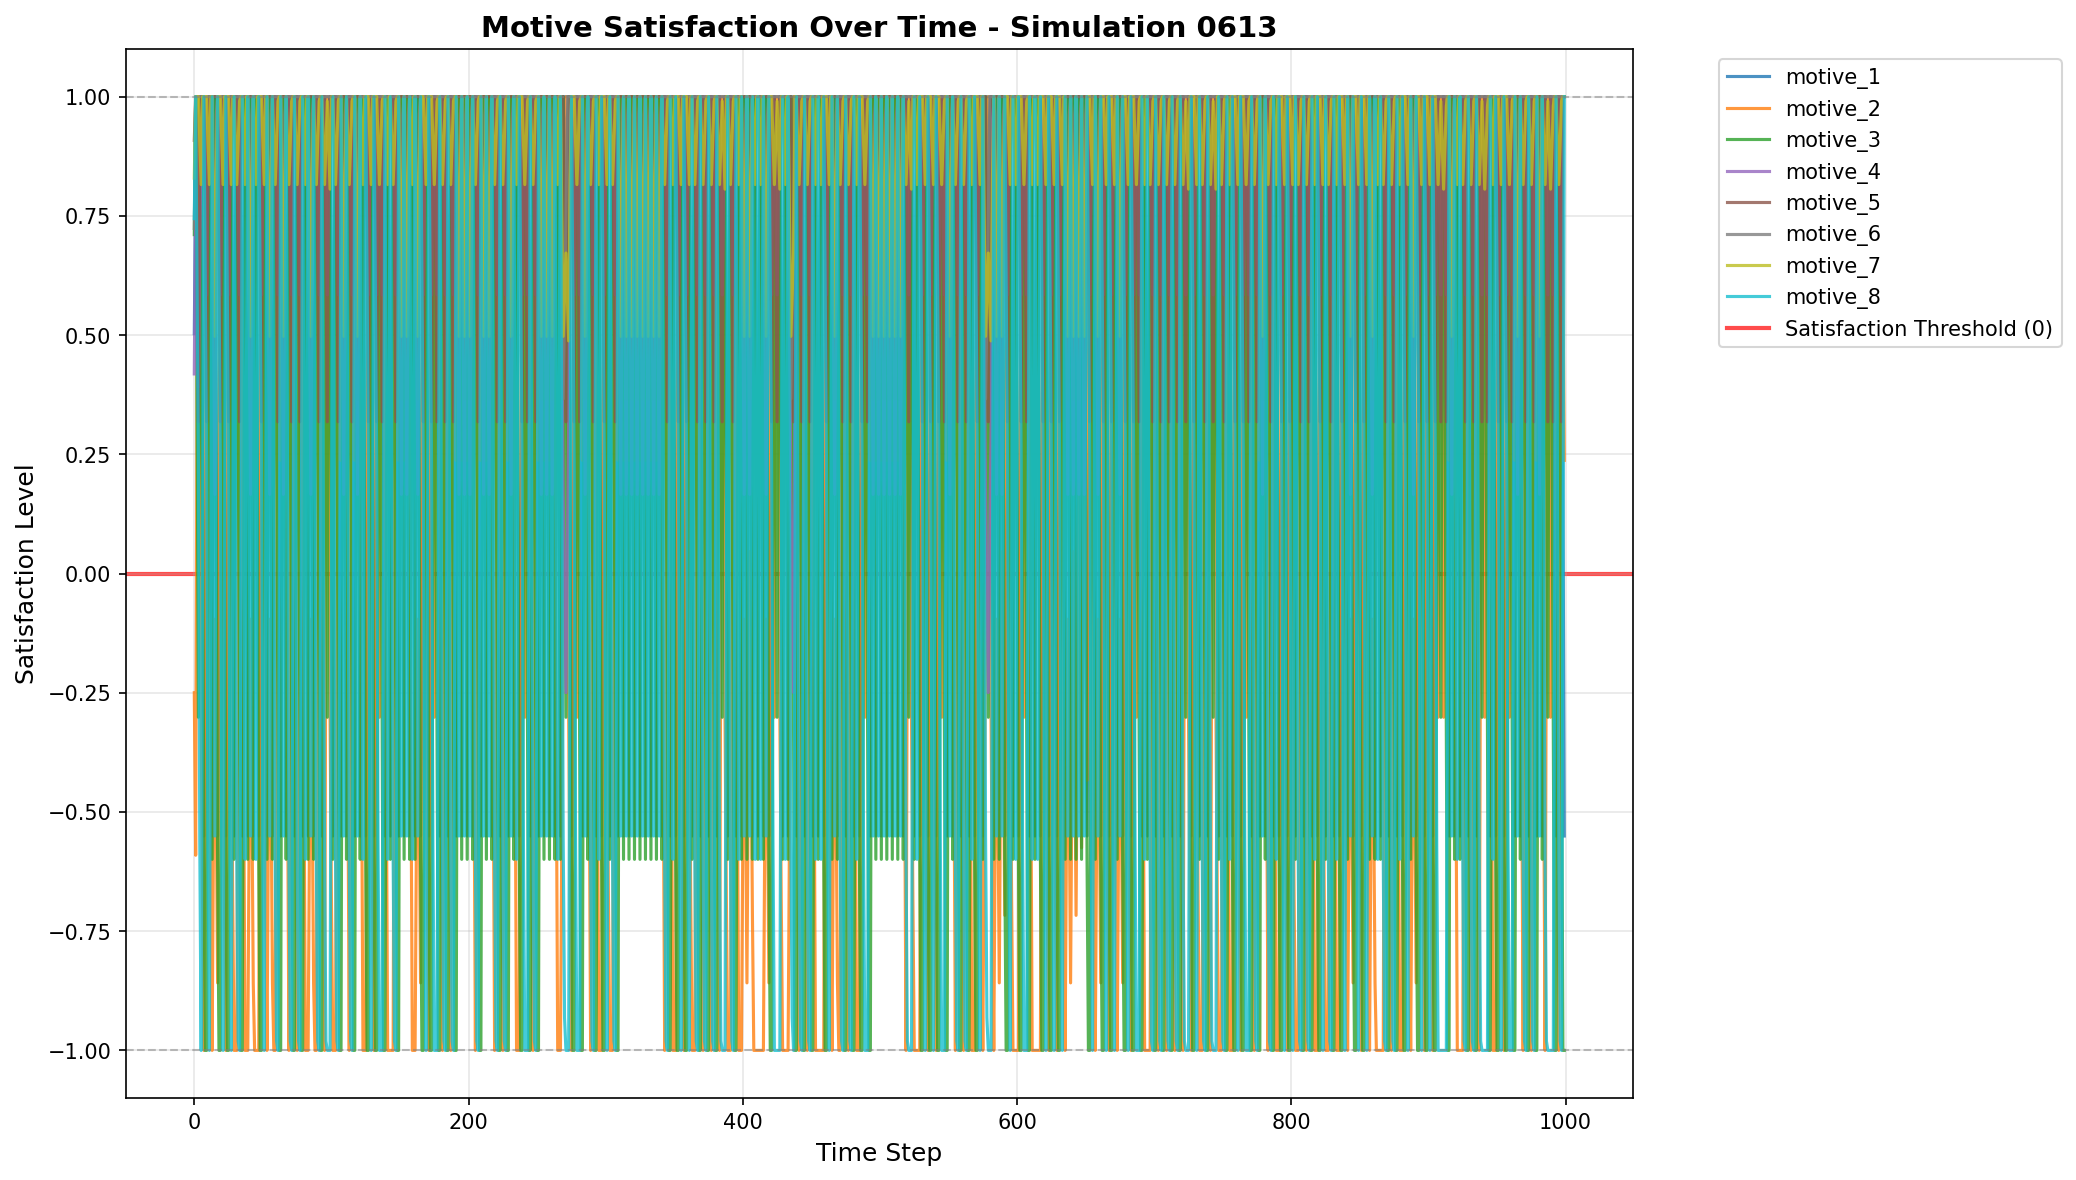 Motive Satisfaction Over Time - Simulation 0613
1.00
0.75
0.50
0.25
0.00
−0.25
−0.50
−0.75
−1.00
Satisfaction Level
0
200
400
600
800
1000
Time Step
motive_1
motive_2
motive_3
motive_4
motive_5
motive_6
motive_7
motive_8
Satisfaction Threshold (0)